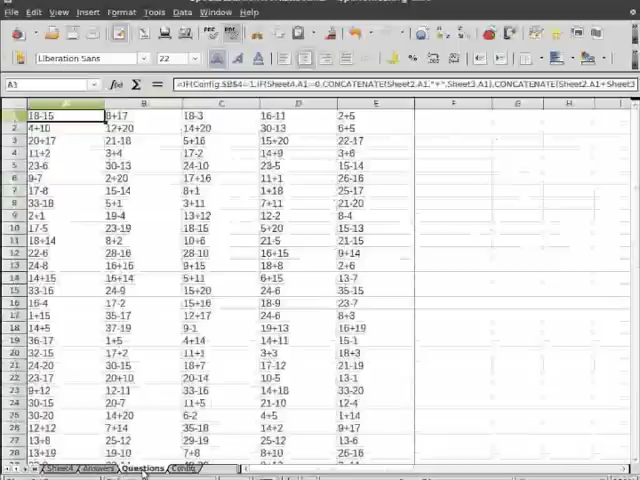 File Edit View Insert Format Tools Data Window Help
Liberation Sans 22
A1 =IF(Config.$B$4=1,IF(Sheet4.A1=0,CONCATENATE(Sheet2.A1,"+",Sheet3.A1),CONCATENATE(Sheet2.A1+Sheet3
A B C D E F G H I
1 18-15 8+17 18-3 16-11 2+5
2 4+10 12+20 14+20 30-13 6+5
3 20+17 21-18 5+16 15+20 22-17
4 11+2 3+4 17-2 14+9 3+6
5 23-6 30-13 24-10 23-5 15-14
6 9-7 2+20 17+16 11+1 26-16
7 17-8 15-14 8+1 1+18 25-17
8 33-18 5+1 3+11 7+11 21-20
9 2+1 19-4 13+12 12-2 8-4
10 17-5 23-19 18-15 5+20 15-13
11 18+14 8+2 10+6 21-5 21-15
12 22-6 28-16 28-10 16+15 9+14
13 24-8 16+16 9+15 18+8 2+6
14 14+15 16+14 5+11 6+15 13-7
15 33-16 24-9 15+20 24-6 35-15
16 16-4 17-2 15+16 18-9 23-7
17 1+15 35-17 12+17 24-6 8+3
18 14+5 37-19 9-1 19+13 16+19
19 36-17 1+5 4+14 14+11 15-1
20 32-15 17+2 11+1 3+3 18+3
21 24-20 30-15 18+7 17-12 21-19
22 23-17 20+10 20-14 10-5 13-1
23 9+12 12-11 33-16 14+18 33-20
24 30-15 20-7 11+5 21-10 12-4
25 30-20 14+20 6-2 4+5 1+14
26 12+12 7+14 35-18 14+2 9+17
27 13+8 25-12 29-19 25-12 13-6
28 13+19 19-10 7-6 8+10 26-16
Sheet4 Answers Questions Config